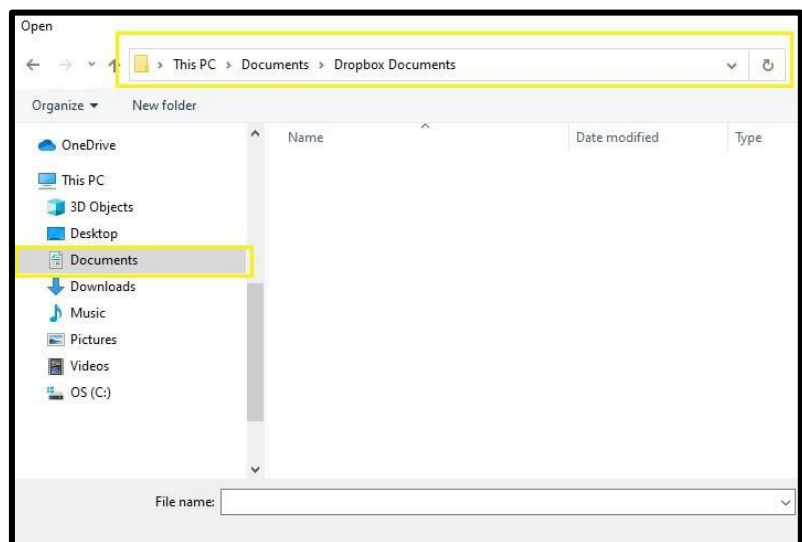 Open
This PC > Documents > Dropbox Documents
Organize New folder
Name Date modified Type
OneDrive
This PC
3D Objects
Desktop
Documents
Downloads
Music
Pictures
Videos
OS (C:)
File name: